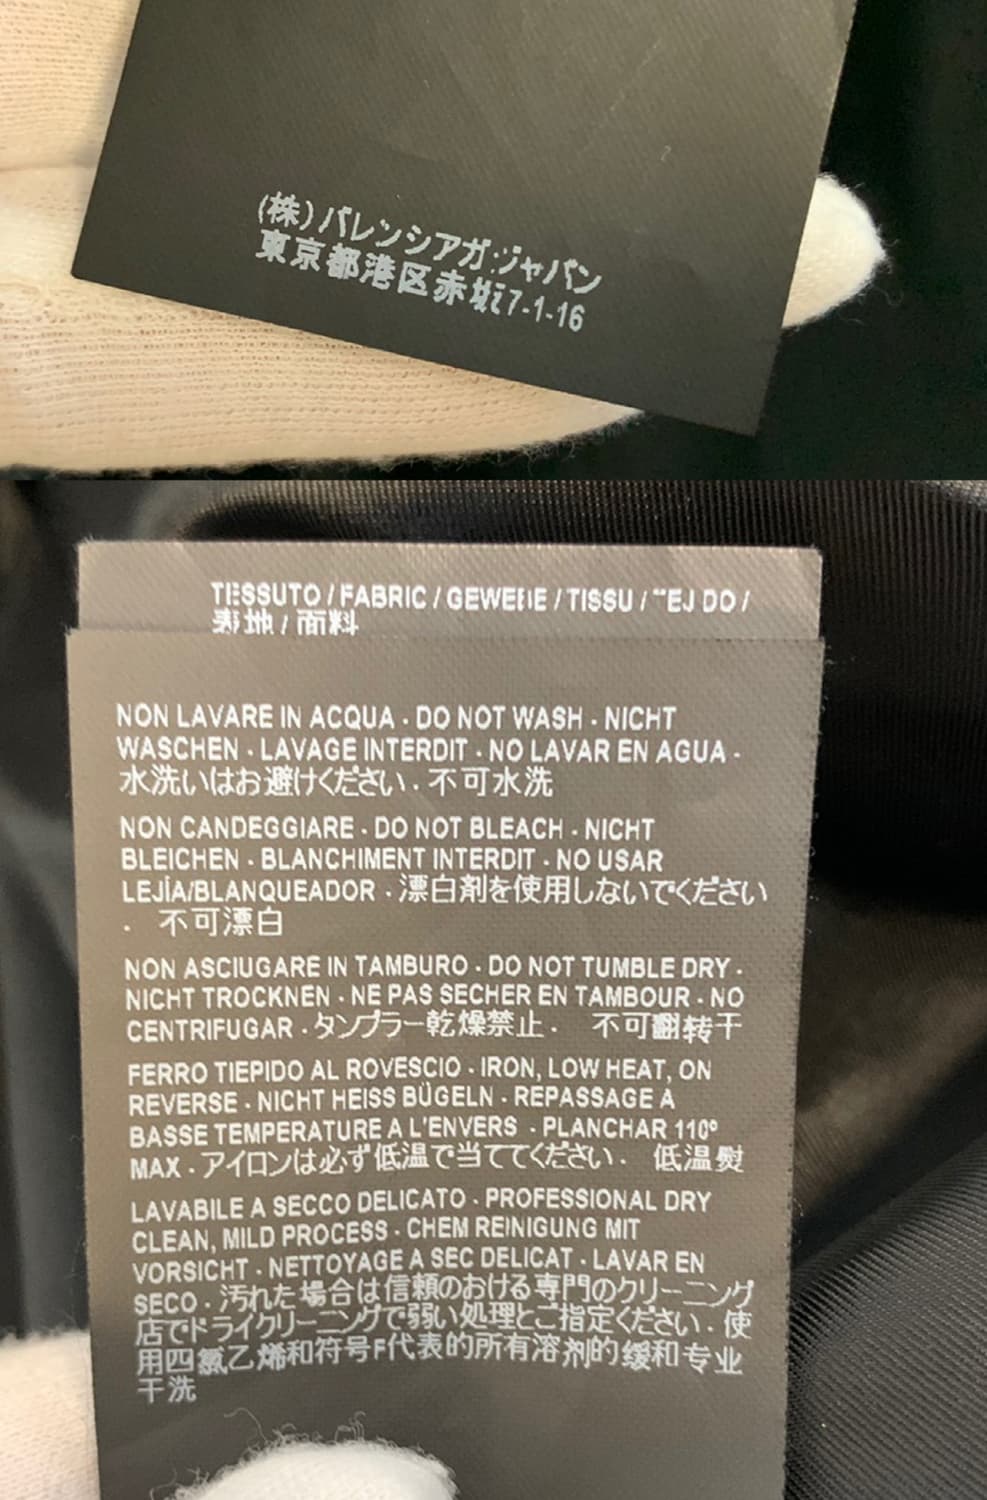 (株)バレンシアガ.ジャパン
東京都港区赤坂7-1-16
TESSUTO / FABRIC / GEWEBE / TISSU / TEJ DO /
表地 / 面料
NON LAVARE IN ACQUA - DO NOT WASH - NICHT
WASCHEN - LAVAGE INTERDIT - NO LAVAR EN AGUA -
水洗いはお避けください - 不可水洗
NON CANDEGGIARE - DO NOT BLEACH - NICHT
BLEICHEN - BLANCHIMENT INTERDIT - NO USAR
LEJÍA/BLANQUEADOR - 漂白剤を使用しないでください
- 不可漂白
NON ASCIUGARE IN TAMBURO - DO NOT TUMBLE DRY -
NICHT TROCKNEN - NE PAS SECHER EN TAMBOUR - NO
CENTRIFUGAR - タンブラー乾燥禁止 - 不可翻转干
FERRO TIEPIDO AL ROVESCIO - IRON, LOW HEAT, ON
REVERSE - NICHT HEISS BÜGELN - REPASSAGE A
BASSE TEMPERATURE A L'ENVERS - PLANCHAR 110°
MAX - アイロンは必ず低温で当ててください - 低温熨
LAVABILE A SECCO DELICATO - PROFESSIONAL DRY
CLEAN, MILD PROCESS - CHEM REINIGUNG MIT
VORSICHT - NETTOYAGE A SEC DELICAT - LAVAR EN
SECO - 汚れた場合は信頼のおける専門のクリーニング
店でドライクリーニングで弱い処理とご指定ください - 使
用四氯乙烯和符号F代表的所有溶剂的缓和专业
干洗